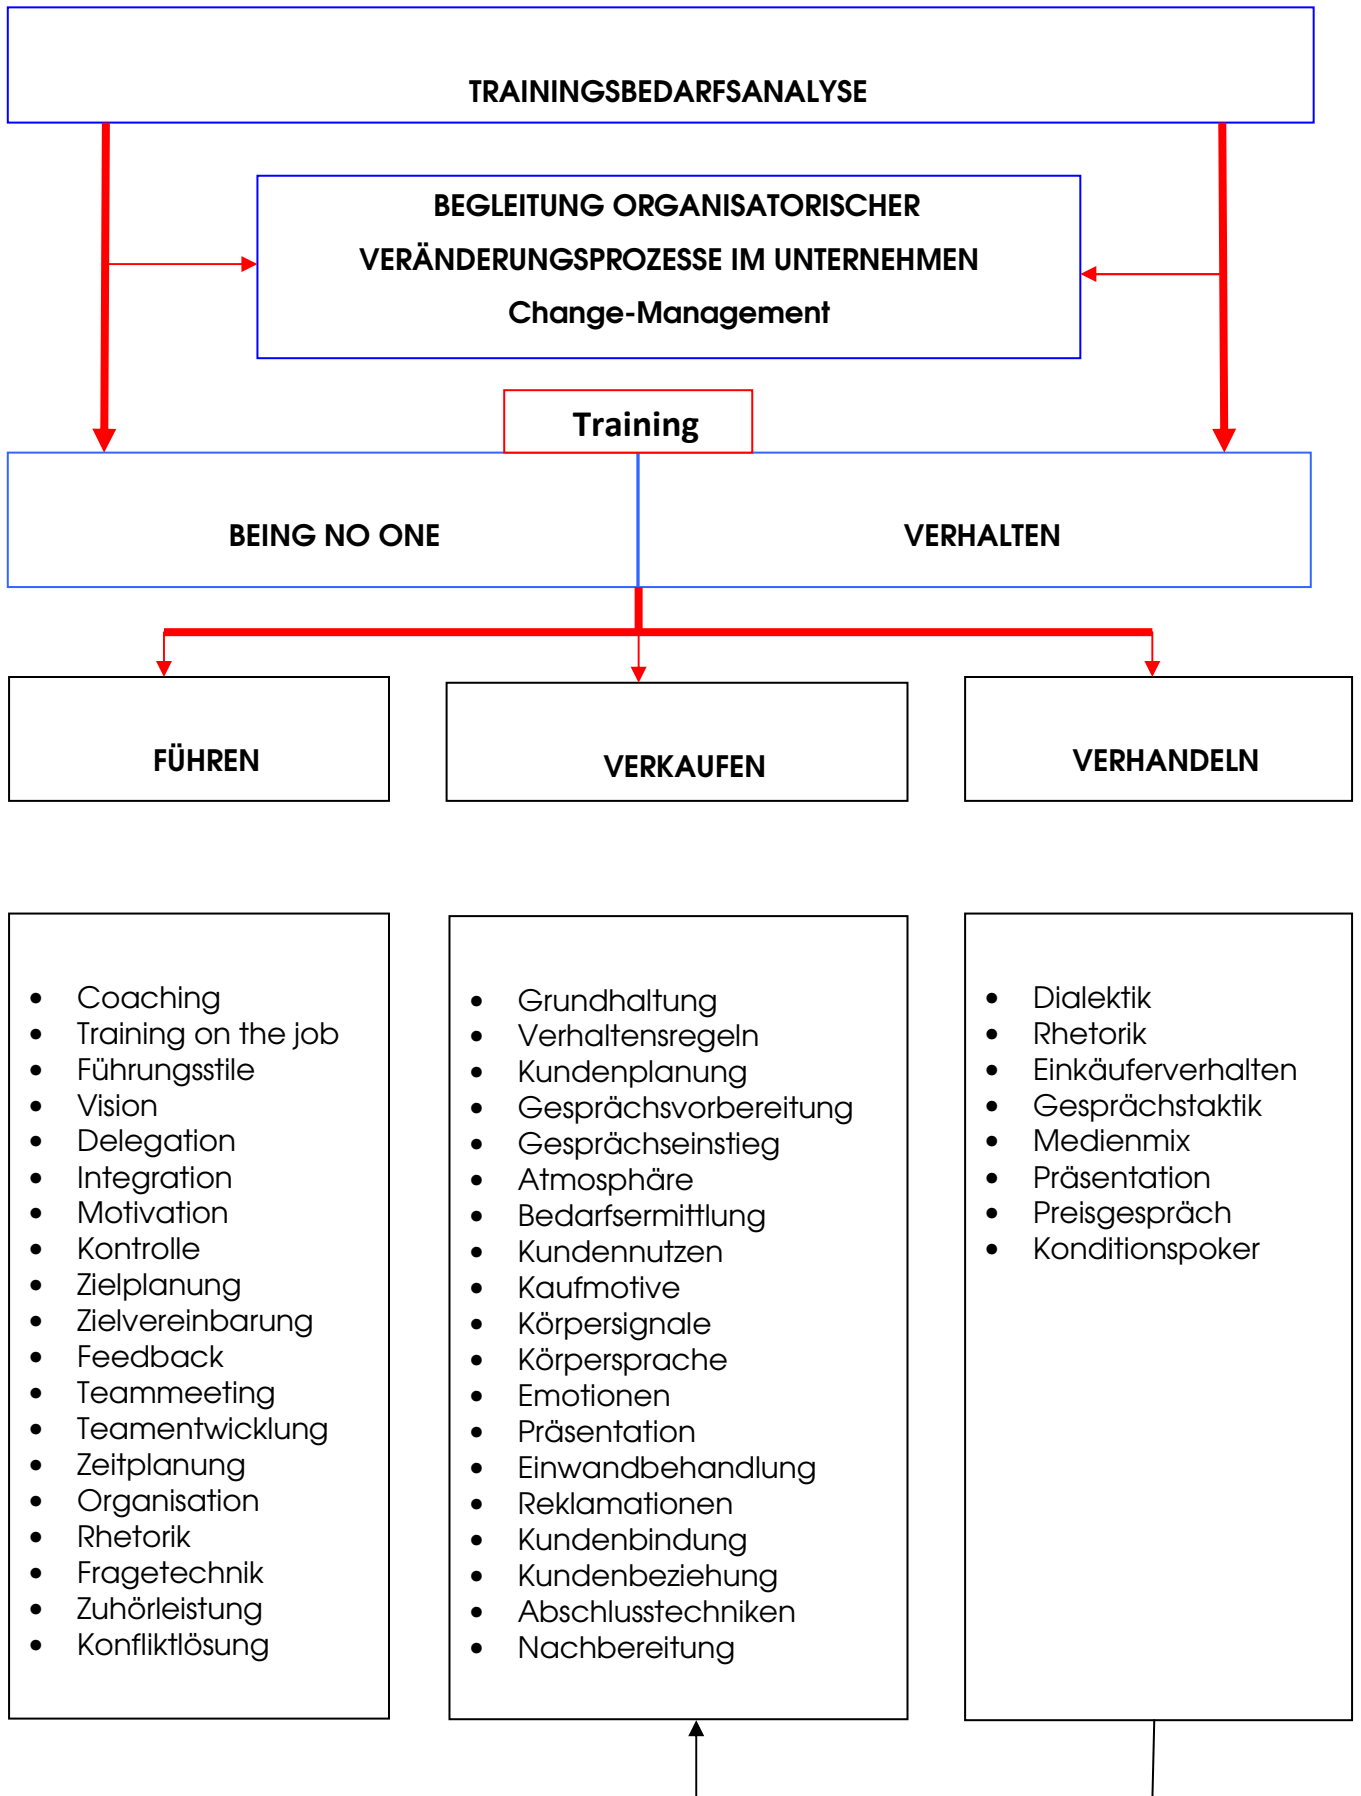 TRAININGSBEDARFSANALYSE
BEGLEITUNG ORGANISATORISCHER
VERÄNDERUNGSPROZESSE IM UNTERNEHMEN
Change-Management
Training
BEING NO ONE
VERHALTEN
FÜHREN
VERKAUFEN
VERHANDELN
• Coaching
• Training on the job
• Führungsstile
• Vision
• Delegation
• Integration
• Motivation
• Kontrolle
• Zielplanung
• Zielvereinbarung
• Feedback
• Teammeeting
• Teamentwicklung
• Zeitplanung
• Organisation
• Rhetorik
• Fragetechnik
• Zuhörleistung
• Konfliktlösung
• Grundhaltung
• Verhaltensregeln
• Kundenplanung
• Gesprächsvorbereitung
• Gesprächseinstieg
• Atmosphäre
• Bedarfsermittlung
• Kundennutzen
• Kaufmotive
• Körpersignale
• Körpersprache
• Emotionen
• Präsentation
• Einwandbehandlung
• Reklamationen
• Kundenbindung
• Kundenbeziehung
• Abschlusstechniken
• Nachbereitung
• Dialektik
• Rhetorik
• Einkäuferverhalten
• Gesprächstaktik
• Medienmix
• Präsentation
• Preisgespräch
• Konditionspoker